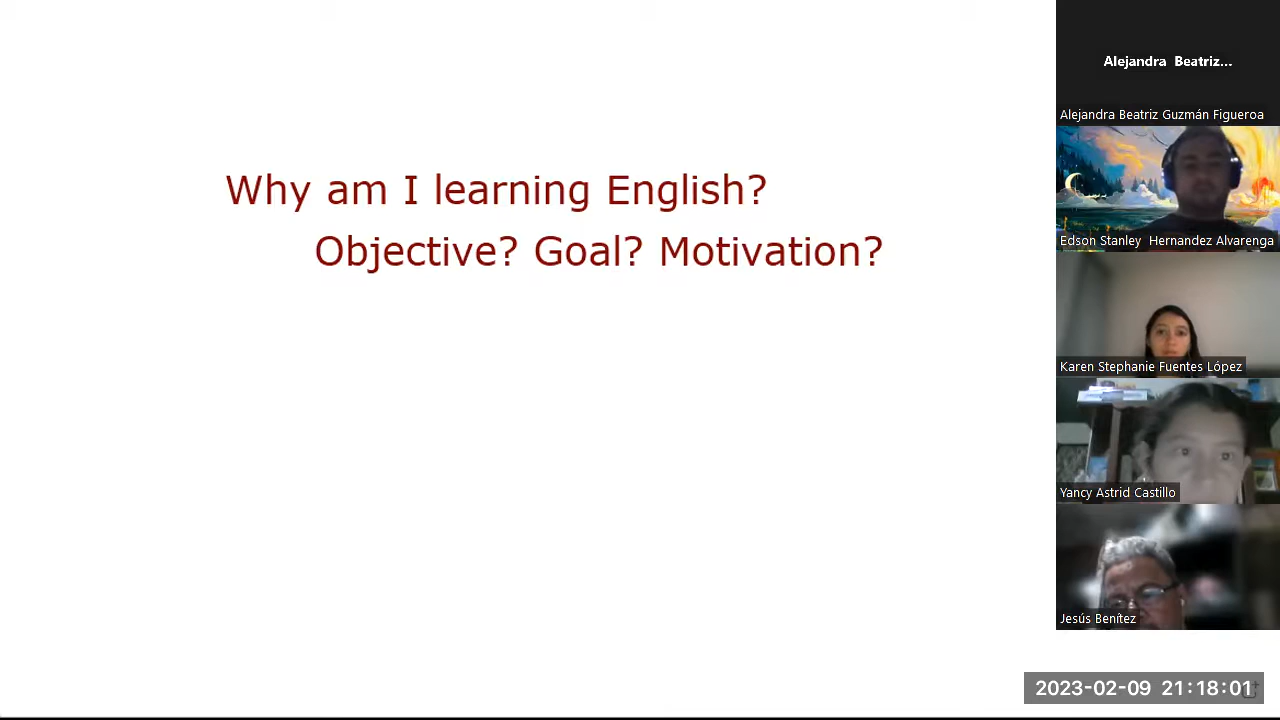 Why am I learning English?
Objective? Goal? Motivation?
Alejandra Beatriz...
Alejandra Beatriz Guzmán Figueroa
Edson Stanley Hernandez Alvarenga
Karen Stephanie Fuentes López
Yancy Astrid Castillo
Jesús Benítez
2023-02-09 21:18:01